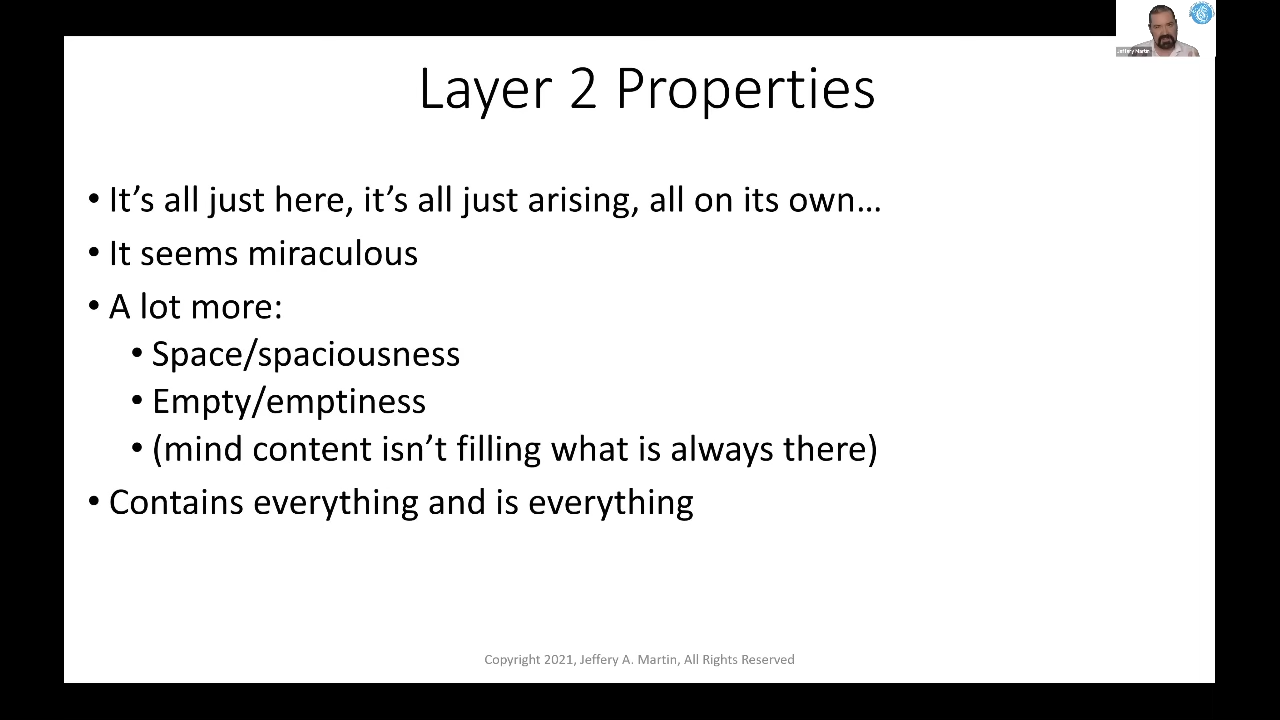 Jeffery Martin
Layer 2 Properties
• It’s all just here, it’s all just arising, all on its own…
• It seems miraculous
• A lot more:
• Space/spaciousness
• Empty/emptiness
• (mind content isn’t filling what is always there)
• Contains everything and is everything
Copyright 2021, Jeffery A. Martin, All Rights Reserved